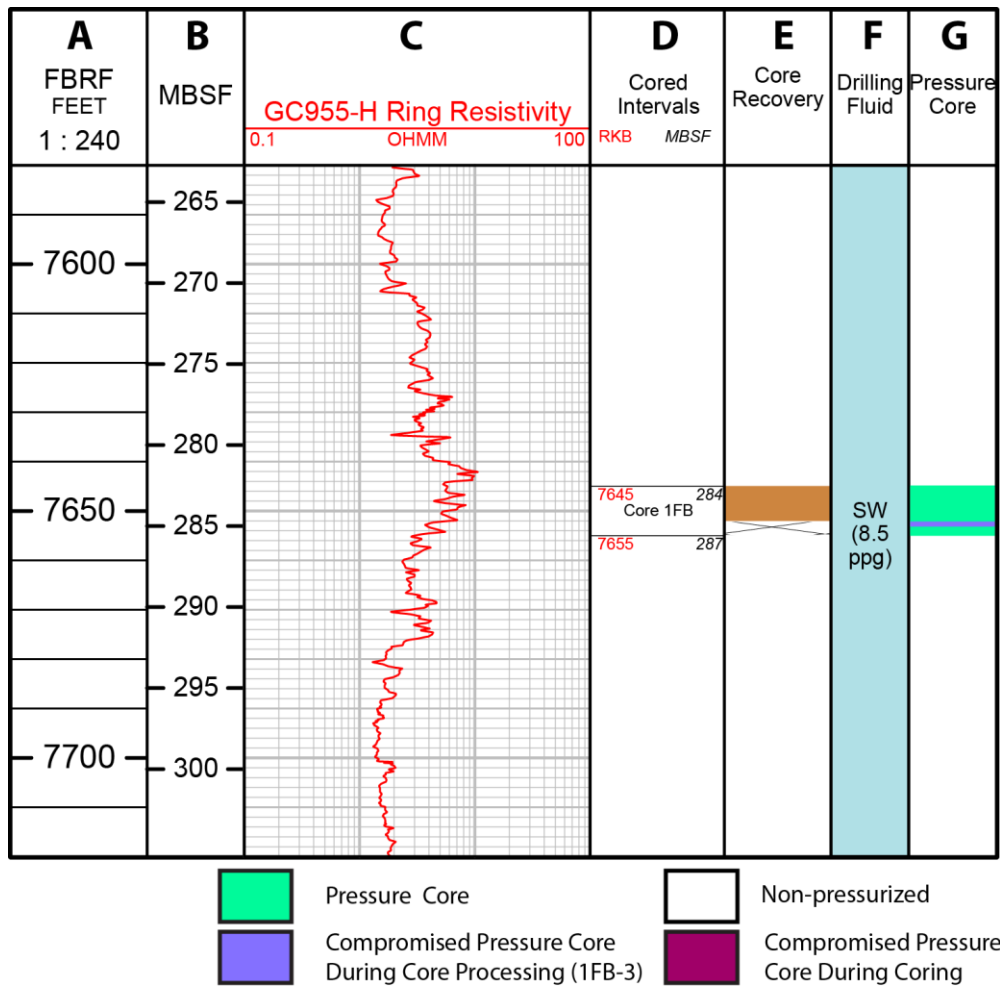 A
B
C
D
E
F
G
FBRF
FEET
1 : 240
MBSF
GC955-H Ring Resistivity
0.1 OHMM 100
Cored
Intervals
RKB MBSF
Core
Recovery
Drilling
Fluid
Pressure
Core
265
7600
270
275
280
7645 284
Core 1FB
7650
285
7655 287
SW
(8.5
ppg)
290
295
7700
300
Pressure Core
Non-pressurized
Compromised Pressure Core
During Core Processing (1FB-3)
Compromised Pressure
Core During Coring